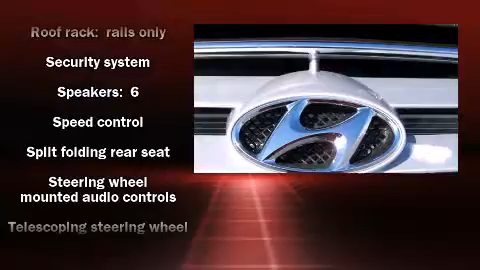 Roof rack:  rails only
Security system
Speakers:  6
Speed control
Split folding rear seat
Steering wheel
mounted audio controls
Telescoping steering wheel